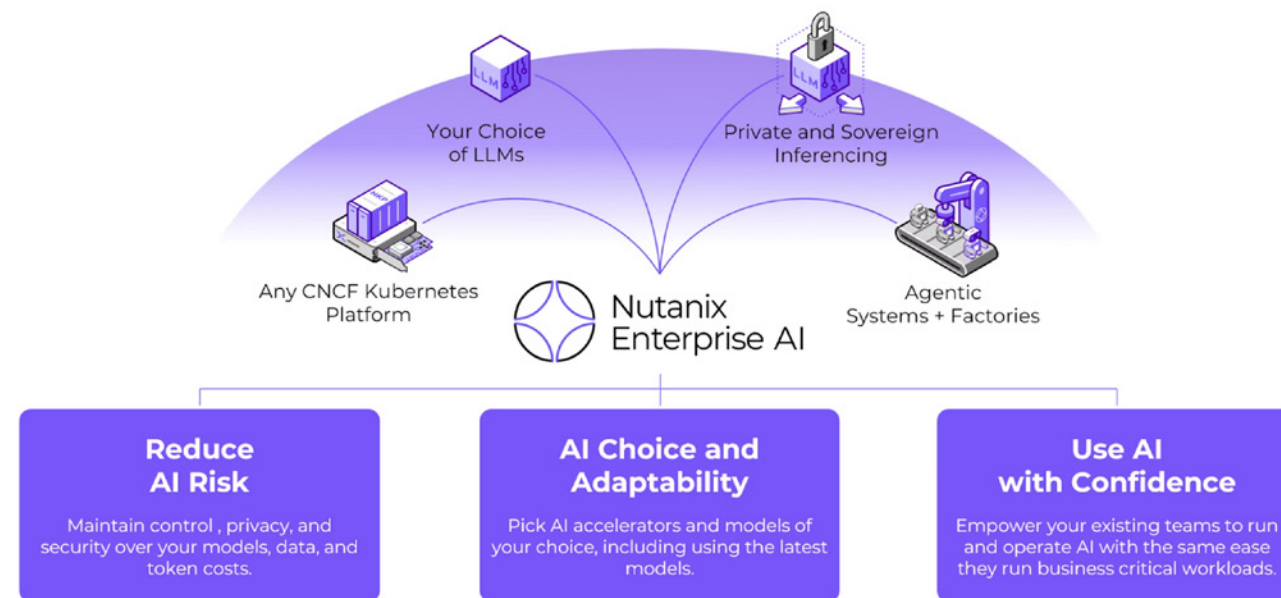 LLM
LLM
Your Choice
of LLMs
Private and Sovereign
Inferencing
NKP
Any CNCF Kubernetes
Platform
Agentic
Systems + Factories
Nutanix
Enterprise AI
Reduce
AI Risk
Maintain control , privacy, and
security over your models, data, and
token costs.
AI Choice and
Adaptability
Pick AI accelerators and models of
your choice, including using the latest
models.
Use AI
with Confidence
Empower your existing teams to run
and operate AI with the same ease
they run business critical workloads.